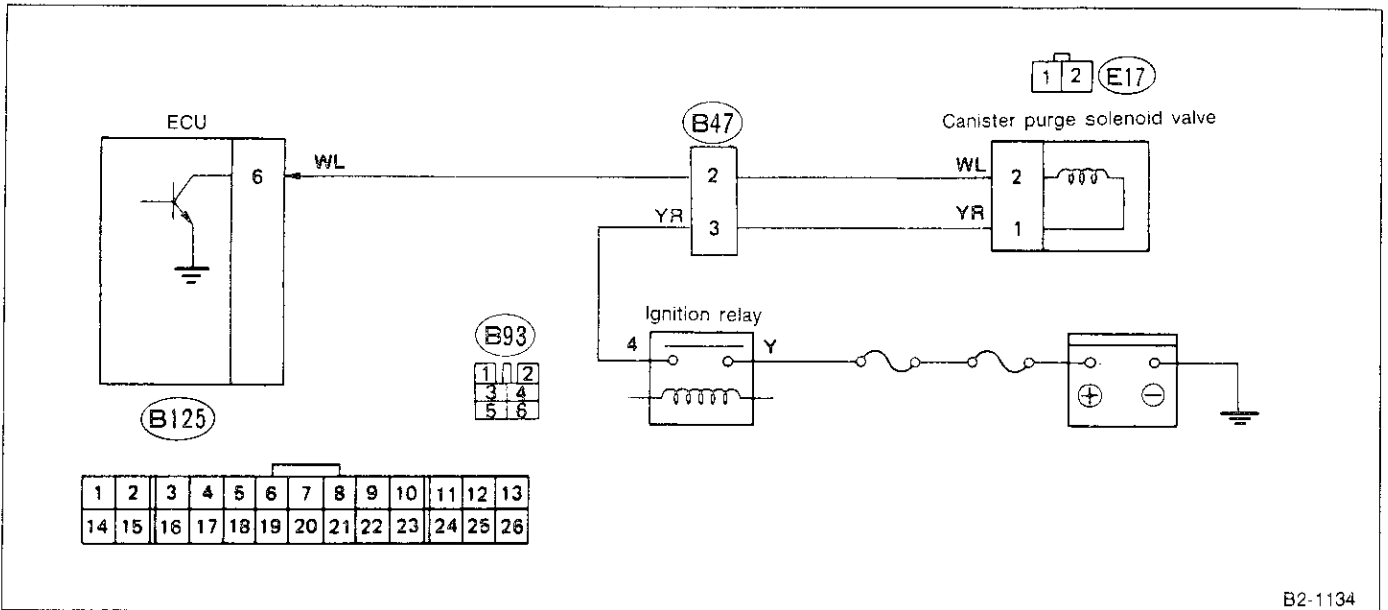 1 2 E17
ECU
B47
Canister purge solenoid valve
6
WL
2
WL
2
YR
3
YR
1
Ignition relay
B93
4
Y
1 2
3 4
5 6
+ −
B125
1 2 3 4 5 6 7 8 9 10 11 12 13
14 15 16 17 18 19 20 21 22 23 24 25 26
B2-1134